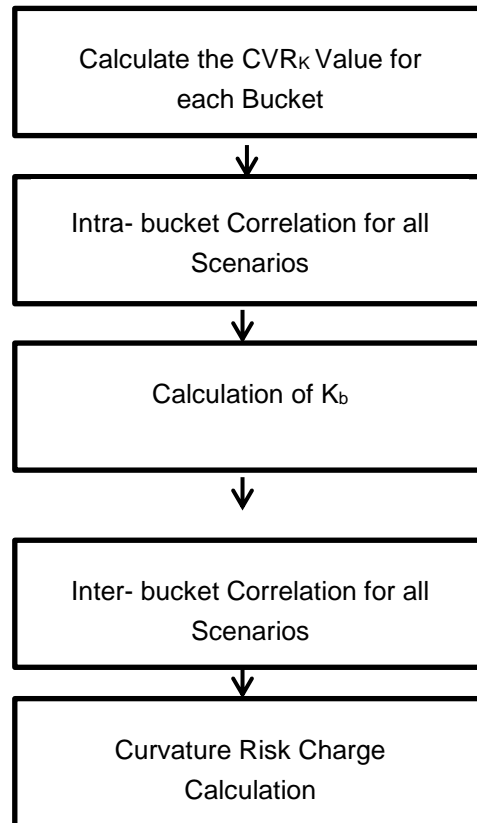 Calculate the CVRK Value for
each Bucket
Intra- bucket Correlation for all
Scenarios
Calculation of Kb
Inter- bucket Correlation for all
Scenarios
Curvature Risk Charge
Calculation